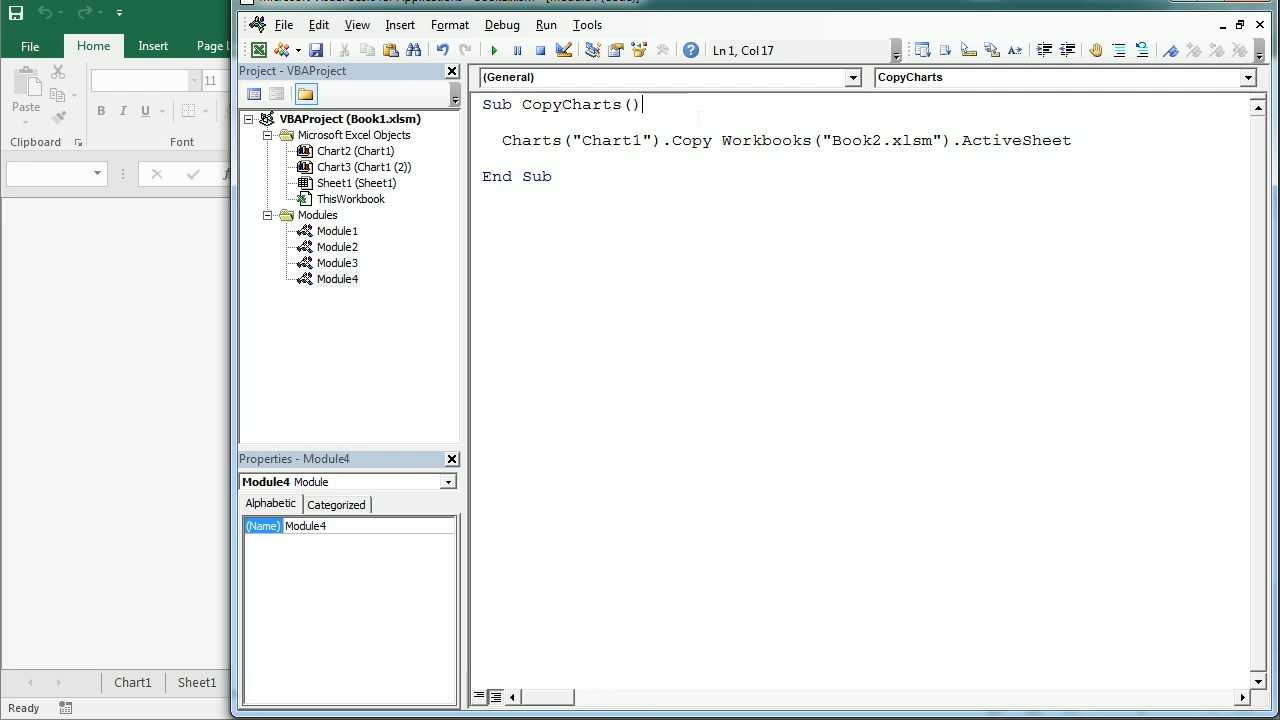 File Home Insert Page L
11
Paste
B I U
Clipboard Font
Chart1 Sheet1
Ready
File Edit View Insert Format Debug Run Tools
Ln 1, Col 17
Project - VBAProject
VBAProject (Book1.xlsm)
Microsoft Excel Objects
Chart2 (Chart1)
Chart3 (Chart1 (2))
Sheet1 (Sheet1)
ThisWorkbook
Modules
Module1
Module2
Module3
Module4
Properties - Module4
Module4 Module
Alphabetic Categorized
(Name) Module4
(General) CopyCharts
Sub CopyCharts()
Charts("Chart1").Copy Workbooks("Book2.xlsm").ActiveSheet
End Sub